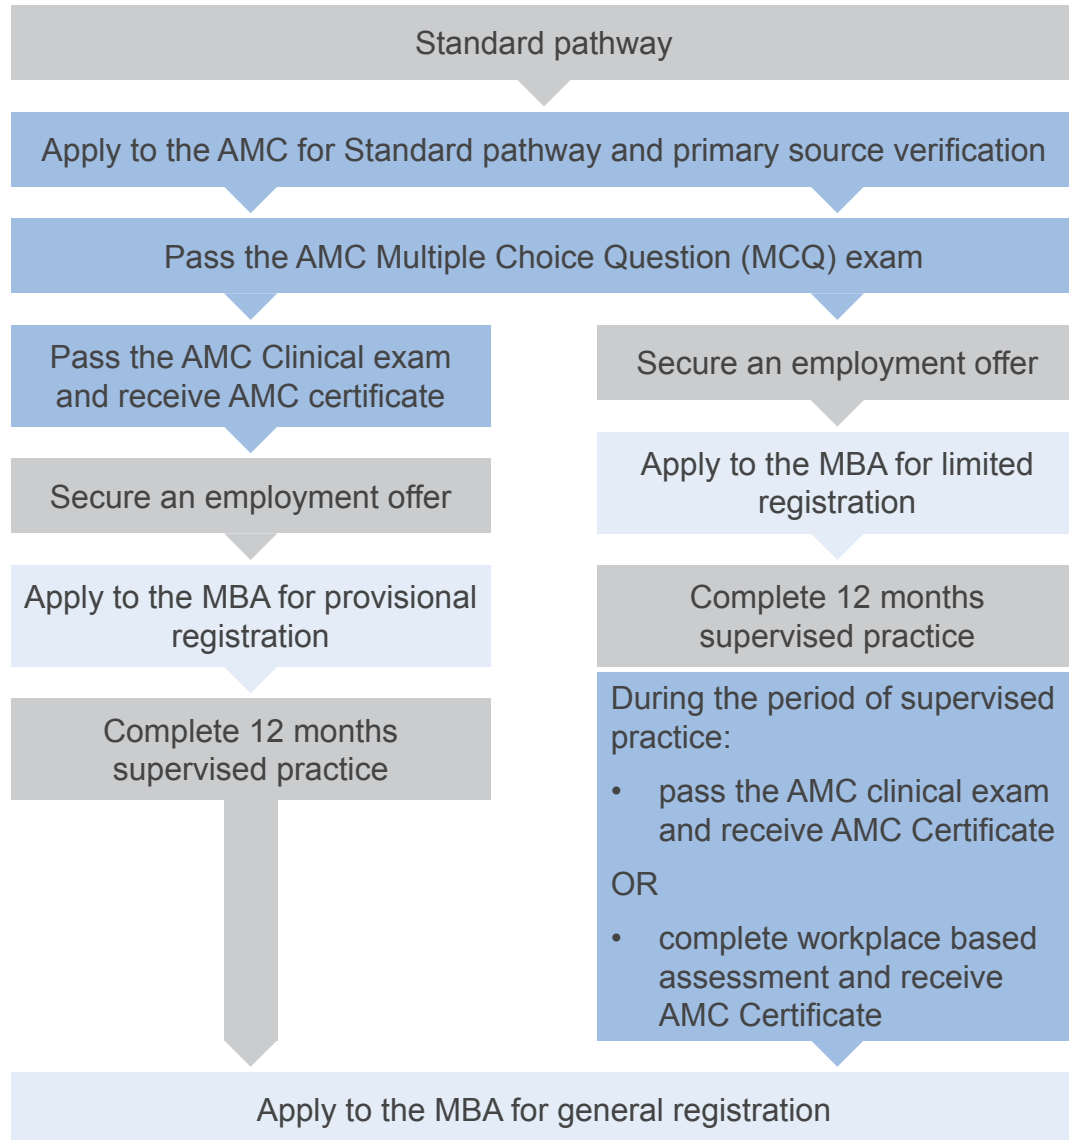 Standard pathway
Apply to the AMC for Standard pathway and primary source verification
Pass the AMC Multiple Choice Question (MCQ) exam
Pass the AMC Clinical exam
and receive AMC certificate
Secure an employment offer
Apply to the MBA for provisional
registration
Complete 12 months
supervised practice
Secure an employment offer
Apply to the MBA for limited
registration
Complete 12 months
supervised practice
During the period of supervised
practice:
• pass the AMC clinical exam
and receive AMC Certificate
OR
• complete workplace based
assessment and receive
AMC Certificate
Apply to the MBA for general registration